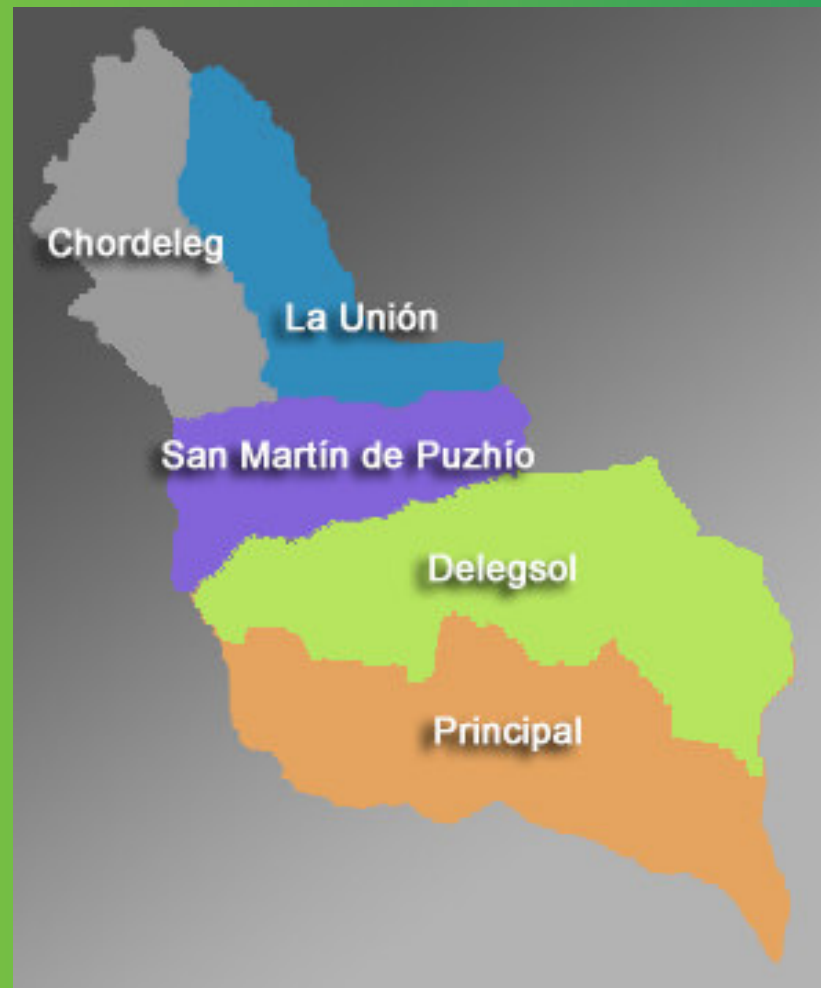 Chordeleg
La Unión
San Martín de Puzhío
Delegsol
Principal